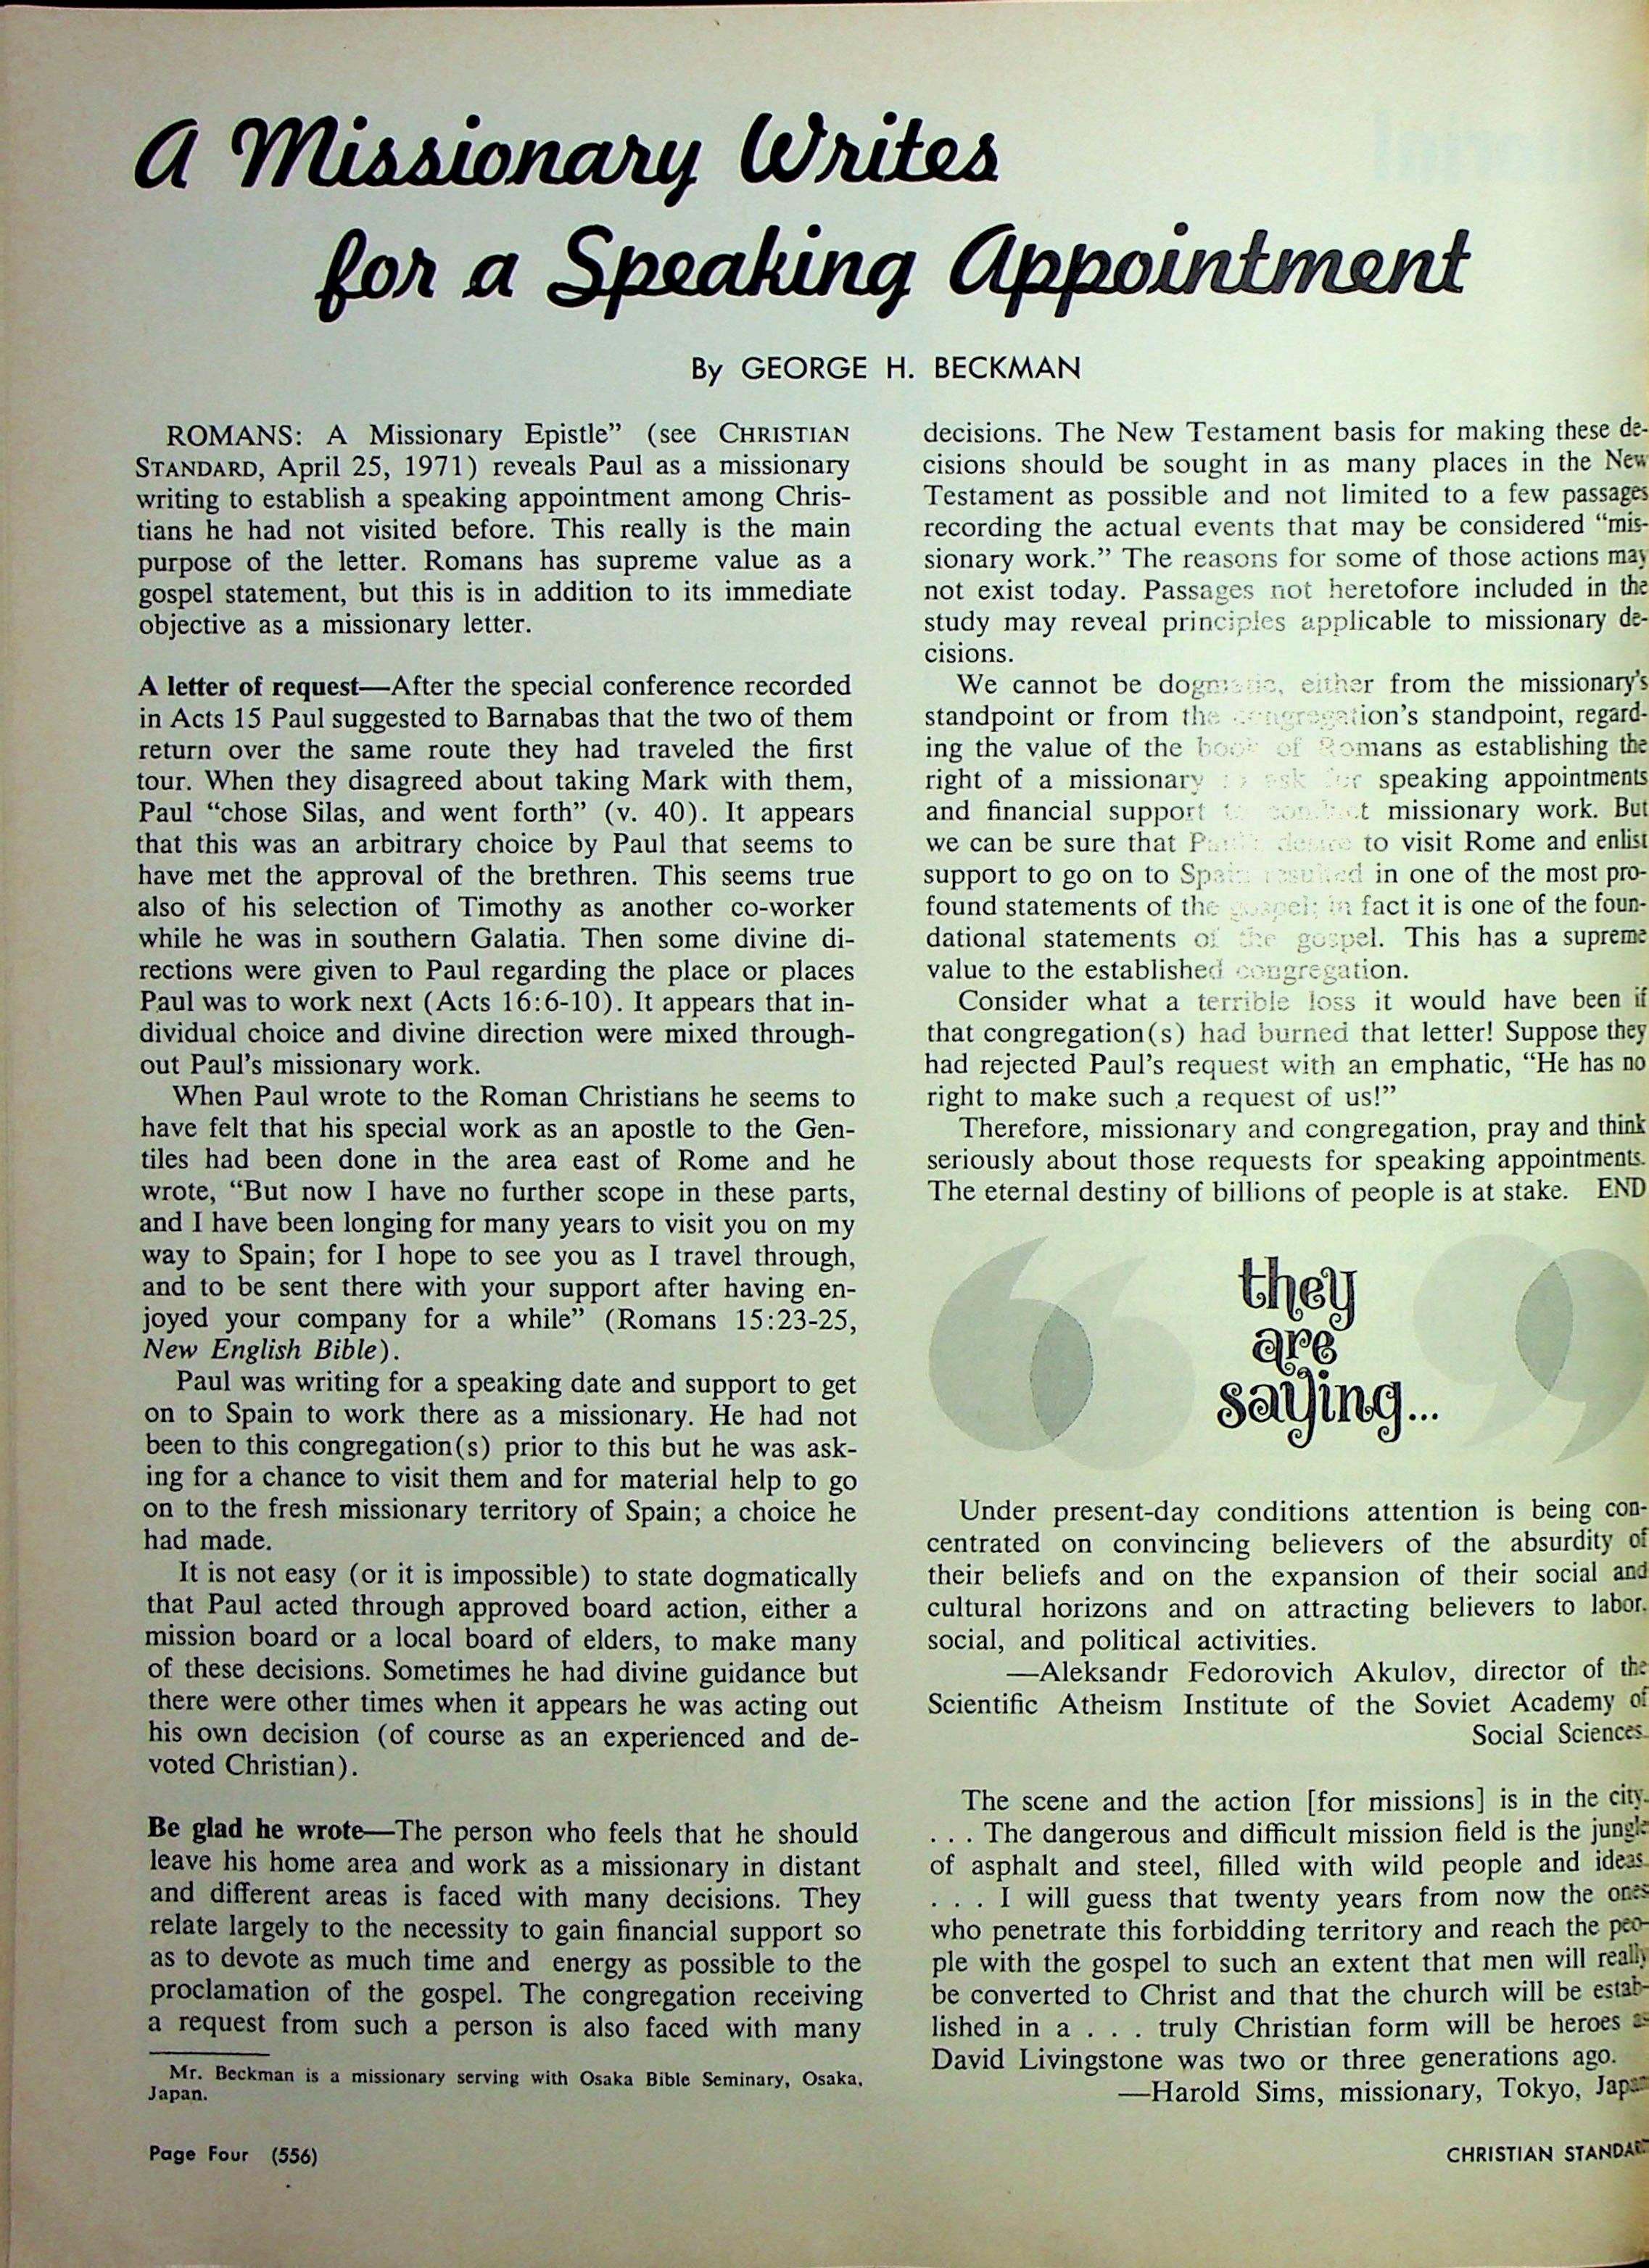 A Missionary Writes
for a Speaking Appointment
By GEORGE H. BECKMAN
ROMANS: A Missionary Epistle” (see CHRISTIAN
STANDARD, April 25, 1971) reveals Paul as a missionary
writing to establish a speaking appointment among Chris-
tians he had not visited before. This really is the main
purpose of the letter. Romans has supreme value as a
gospel statement, but this is in addition to its immediate
objective as a missionary letter.
A letter of request—After the special conference recorded
in Acts 15 Paul suggested to Barnabas that the two of them
return over the same route they had traveled the first
tour. When they disagreed about taking Mark with them,
Paul “chose Silas, and went forth” (v. 40). It appears
that this was an arbitrary choice by Paul that seems to
have met the approval of the brethren. This seems true
also of his selection of Timothy as another co-worker
while he was in southern Galatia. Then some divine di-
rections were given to Paul regarding the place or places
Paul was to work next (Acts 16:6-10). It appears that in-
dividual choice and divine direction were mixed through-
out Paul's missionary work.
When Paul wrote to the Roman Christians he seems to
have felt that his special work as an apostle to the Gen-
tiles had been done in the area east of Rome and he
wrote, “But now I have no further scope in these parts,
and I have been longing for many years to visit you on my
way to Spain; for I hope to see you as I travel through,
and to be sent there with your support after having en-
joyed your company for a while” (Romans 15:23-25,
New English Bible).
Paul was writing for a speaking date and support to get
on to Spain to work there as a missionary. He had not
been to this congregation(s) prior to this but he was ask-
ing for a chance to visit them and for material help to go
on to the fresh missionary territory of Spain; a choice he
had made.
It is not easy (or it is impossible) to state dogmatically
that Paul acted through approved board action, either a
mission board or a local board of elders, to make many
of these decisions. Sometimes he had divine guidance but
there were other times when it appears he was acting out
his own decision (of course as an experienced and de-
voted Christian).
Be glad he wrote—The person who feels that he should
leave his home area and work as a missionary in distant
and different areas is faced with many decisions. They
relate largely to the necessity to gain financial support so
as to devote as much time and energy as possible to the
proclamation of the gospel. The congregation receiving
a request from such a person is also faced with many
Mr. Beckman is a missionary serving with Osaka Bible Seminary, Osaka,
Japan.
decisions. The New Testament basis for making these de-
cisions should be sought in as many places in the New
Testament as possible and not limited to a few passages
recording the actual events that may be considered “mis-
sionary work.” The reasons for some of those actions may
not exist today. Passages not heretofore included in the
study may reveal principles applicable to missionary de-
cisions.
We cannot be dogmatic, either from the missionary's
standpoint or from the congregation's standpoint, regard-
ing the value of the book of Romans as establishing the
right of a missionary to ask for speaking appointments
and financial support to conduct missionary work. But
we can be sure that Paul's desire to visit Rome and enlist
support to go on to Spain resulted in one of the most pro-
found statements of the gospel; in fact it is one of the foun-
dational statements of the gospel. This has a supreme
value to the established congregation.
Consider what a terrible loss it would have been if
that congregation(s) had burned that letter! Suppose they
had rejected Paul's request with an emphatic, “He has no
right to make such a request of us!”
Therefore, missionary and congregation, pray and think
seriously about those requests for speaking appointments.
The eternal destiny of billions of people is at stake. END
they
are
saying...
Under present-day conditions attention is being con-
centrated on convincing believers of the absurdity of
their beliefs and on the expansion of their social and
cultural horizons and on attracting believers to labor,
social, and political activities.
—Aleksandr Fedorovich Akulov, director of the
Scientific Atheism Institute of the Soviet Academy of
Social Sciences.
The scene and the action [for missions] is in the city.
. . . The dangerous and difficult mission field is the jungle
of asphalt and steel, filled with wild people and ideas.
. . . I will guess that twenty years from now the ones
who penetrate this forbidding territory and reach the peo-
ple with the gospel to such an extent that men will really
be converted to Christ and that the church will be estab-
lished in a . . . truly Christian form will be heroes as
David Livingstone was two or three generations ago.
—Harold Sims, missionary, Tokyo, Japan
Page Four (556)
CHRISTIAN STANDARD